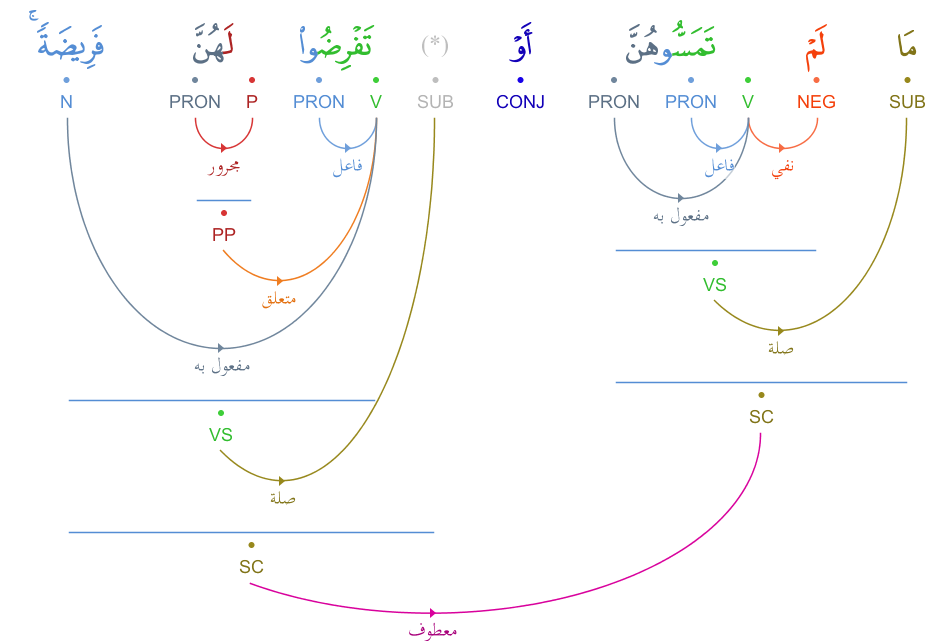 مَا لَمْ تَمَسُّوهُنَّ أَوْ (*) تَفْرِضُوا۟ لَهُنَّ فَرِيضَةً ۚ
SUB NEG V PRON PRON CONJ SUB V PRON P PRON N
نفي فاعل فاعل مجرور
مفعول به
PP
VS
متعلق
صلة
مفعول به
SC
VS
صلة
SC
معطوف